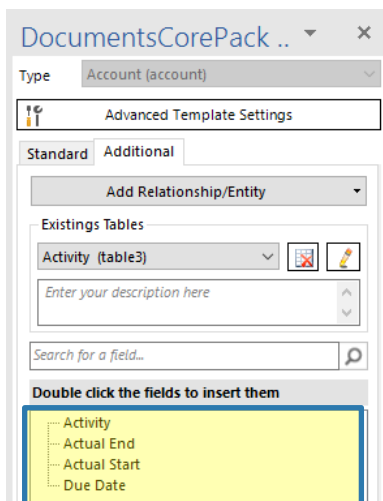 DocumentsCorePack ..
Type Account (account)
Advanced Template Settings
Standard Additional
Add Relationship/Entity
Existings Tables
Activity (table3)
Enter your description here
Search for a field...
Double click the fields to insert them
Activity
Actual End
Actual Start
Due Date